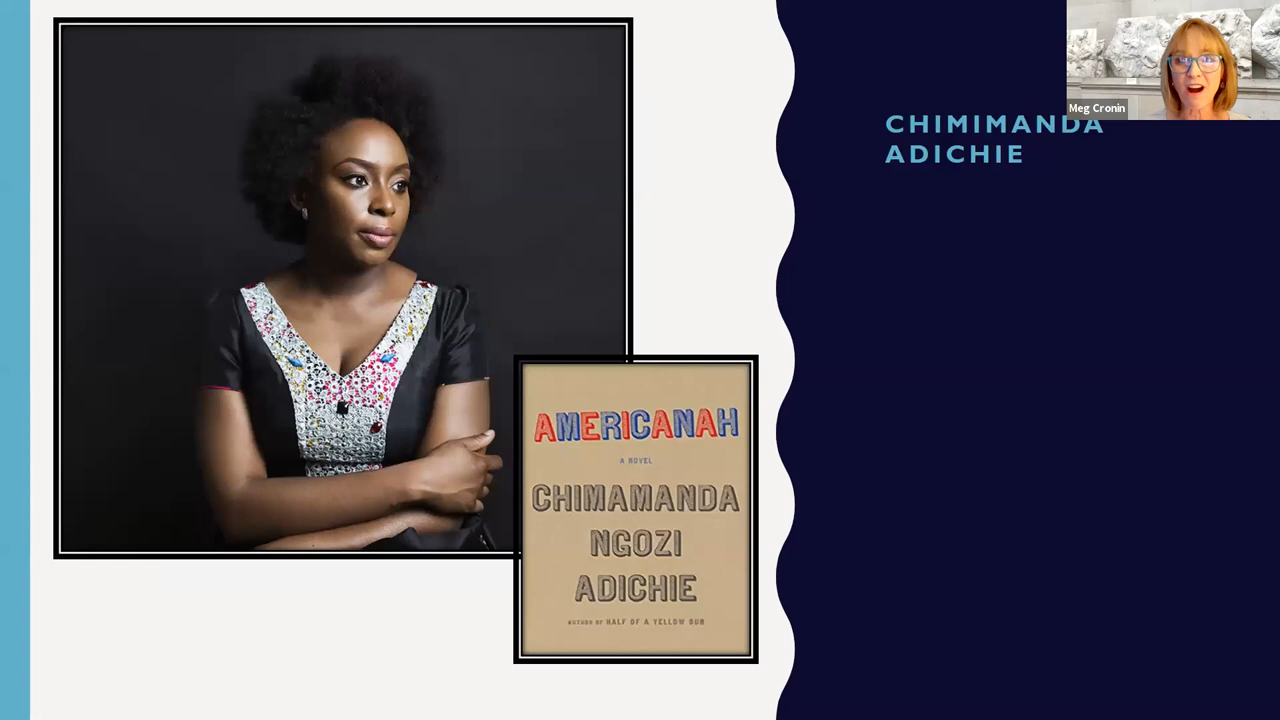 Meg Cronin
CHIMIMANDA
ADICHIE
AMERICANAH
A NOVEL
CHIMAMANDA
NGOZI
ADICHIE
AUTHOR OF HALF OF A YELLOW SUN